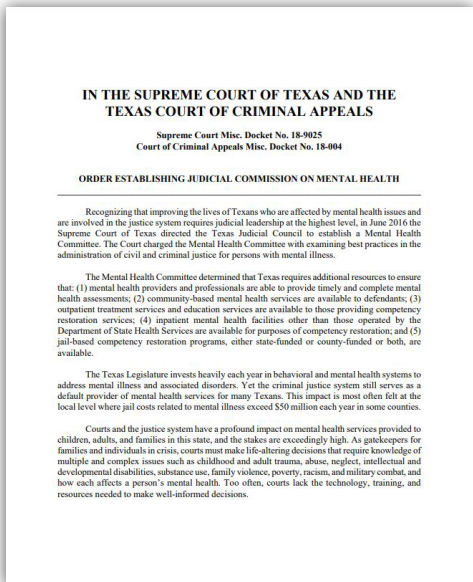 IN THE SUPREME COURT OF TEXAS AND THE
TEXAS COURT OF CRIMINAL APPEALS
Supreme Court Misc. Docket No. 18-9025
Court of Criminal Appeals Misc. Docket No. 18-004
ORDER ESTABLISHING JUDICIAL COMMISSION ON MENTAL HEALTH
Recognizing that improving the lives of Texans who are affected by mental health issues and
are involved in the justice system requires judicial leadership at the highest level, in June 2016 the
Supreme Court of Texas directed the Texas Judicial Council to establish a Mental Health
Committee. The Court charged the Mental Health Committee with examining best practices in the
administration of civil and criminal justice for persons with mental illness.
The Mental Health Committee determined that Texas requires additional resources to ensure
that: (1) mental health providers and professionals are able to provide timely and complete mental
health assessments; (2) community-based mental health services are available to defendants; (3)
outpatient treatment services and education services are available to those providing competency
restoration services; (4) inpatient mental health facilities other than those operated by the
Department of State Health Services are available for purposes of competency restoration; and (5)
jail-based competency restoration programs, either state-funded or county-funded or both, are
available.
The Texas Legislature invests heavily each year in behavioral and mental health systems to
address mental illness and associated disorders. Yet the criminal justice system still serves as a
default provider of mental health services for many Texans. This impact is most often felt at the
local level where jail costs related to mental illness exceed $50 million each year in some counties.
Courts and the justice system have a profound impact on mental health services provided to
children, adults, and families in this state, and the stakes are exceedingly high. As gatekeepers for
families and individuals in crisis, courts must make life-altering decisions that require knowledge of
multiple and complex issues such as childhood and adult trauma, abuse, neglect, intellectual and
developmental disabilities, substance use, family violence, poverty, racism, and military combat, and
how each affects a person's mental health. Too often, courts lack the technology, training, and
resources needed to make well-informed decisions.